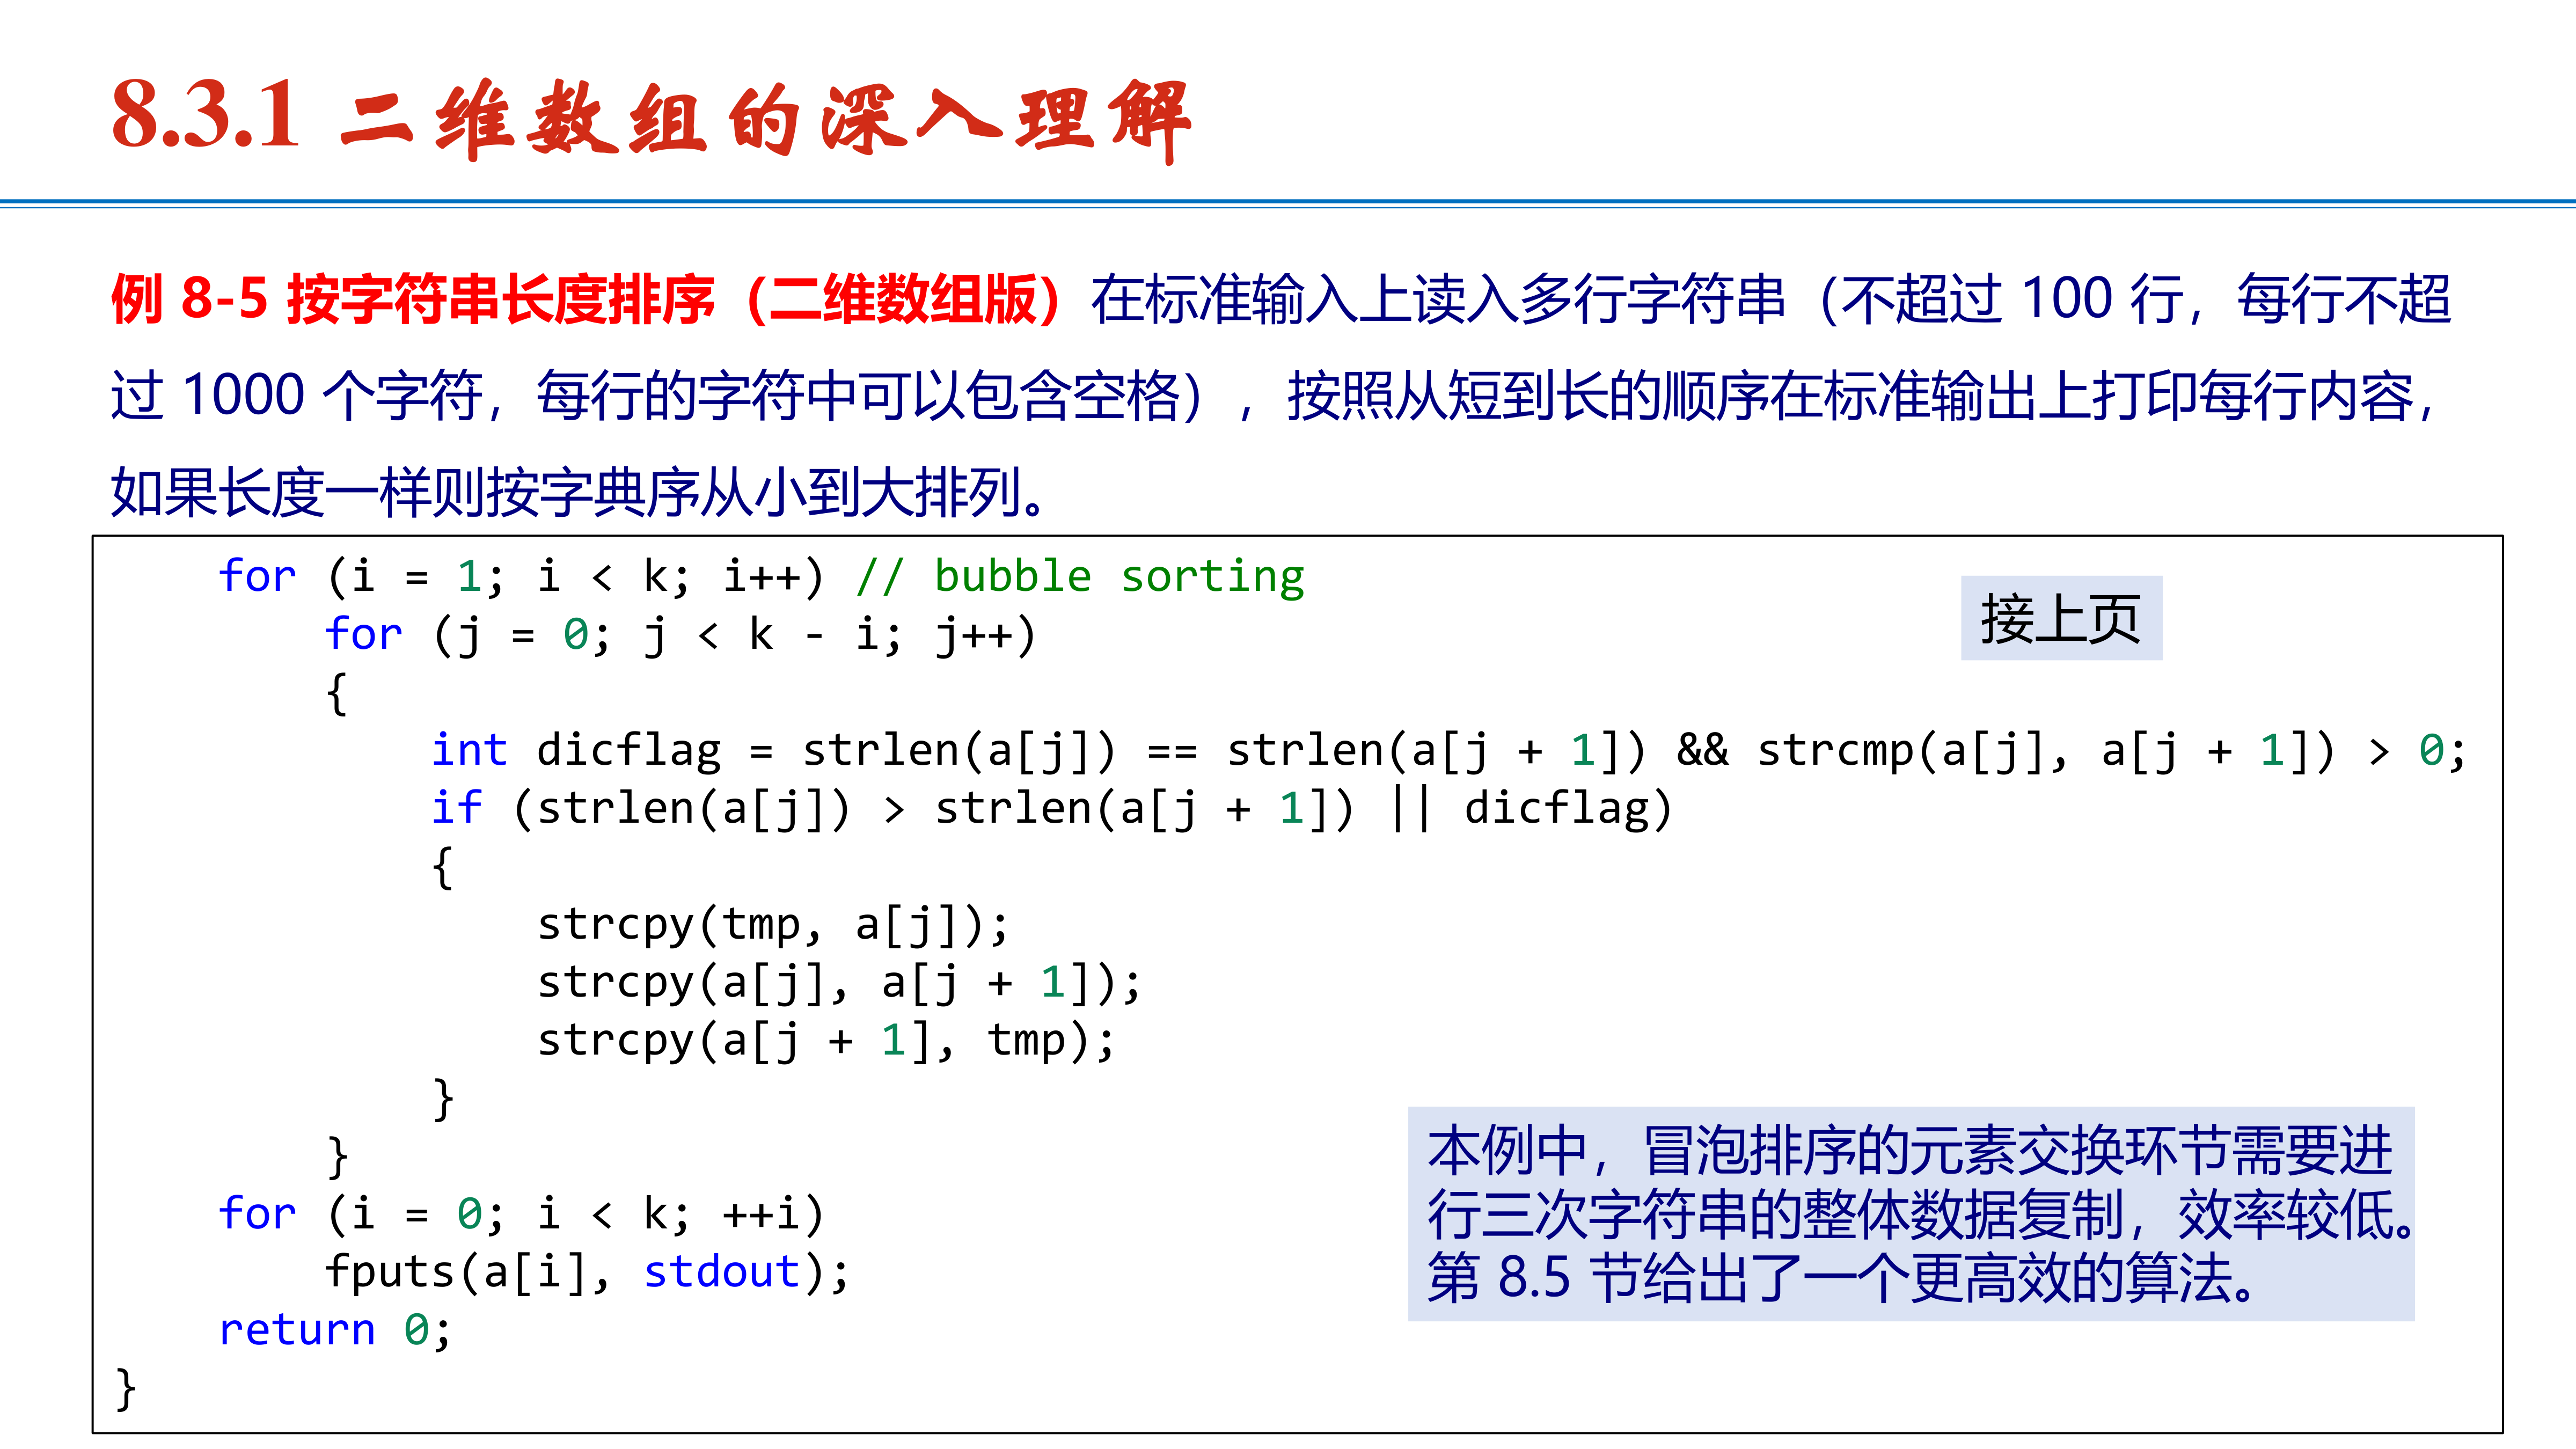 8.3.1 二维数组的深入理解
例 8-5 按字符串长度排序（二维数组版）在标准输入上读入多行字符串（不超过 100 行，每行不超
过 1000 个字符，每行的字符中可以包含空格），按照从短到长的顺序在标准输出上打印每行内容，
如果长度一样则按字典序从小到大排列。
for (i = 1; i < k; i++) // bubble sorting
接上页
for (j = 0; j < k - i; j++)
{
int dicflag = strlen(a[j]) == strlen(a[j + 1]) && strcmp(a[j], a[j + 1]) > 0;
if (strlen(a[j]) > strlen(a[j + 1]) || dicflag)
{
strcpy(tmp, a[j]);
strcpy(a[j], a[j + 1]);
strcpy(a[j + 1], tmp);
}
}
for (i = 0; i < k; ++i)
fputs(a[i], stdout);
return 0;
}
本例中，冒泡排序的元素交换环节需要进
行三次字符串的整体数据复制，效率较低。
第 8.5 节给出了一个更高效的算法。